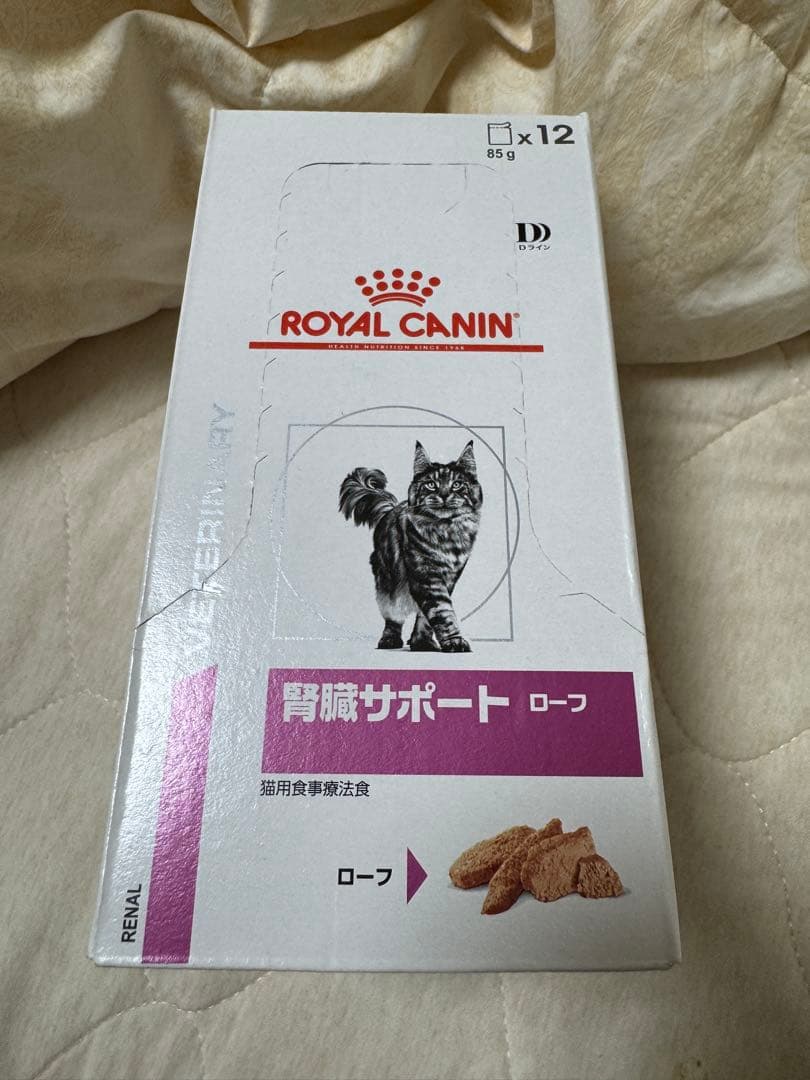 x12
85g
D
Dライン
ROYAL CANIN
HEALTH NUTRITION SINCE 1968
VETERINARY
腎臓サポート ローフ
猫用食事療法食
ローフ
RENAL